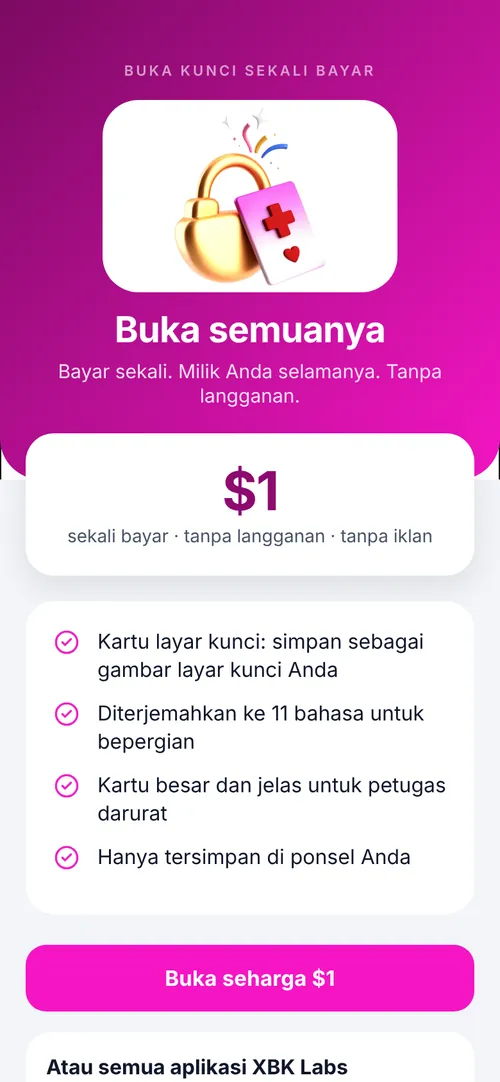 BUKA KUNCI SEKALI BAYAR
Buka semuanya
Bayar sekali. Milik Anda selamanya. Tanpa
langganan.
$1
sekali bayar · tanpa langganan · tanpa iklan
Kartu layar kunci: simpan sebagai
gambar layar kunci Anda
Diterjemahkan ke 11 bahasa untuk
bepergian
Kartu besar dan jelas untuk petugas
darurat
Hanya tersimpan di ponsel Anda
Buka seharga $1
Atau semua aplikasi XBK Labs